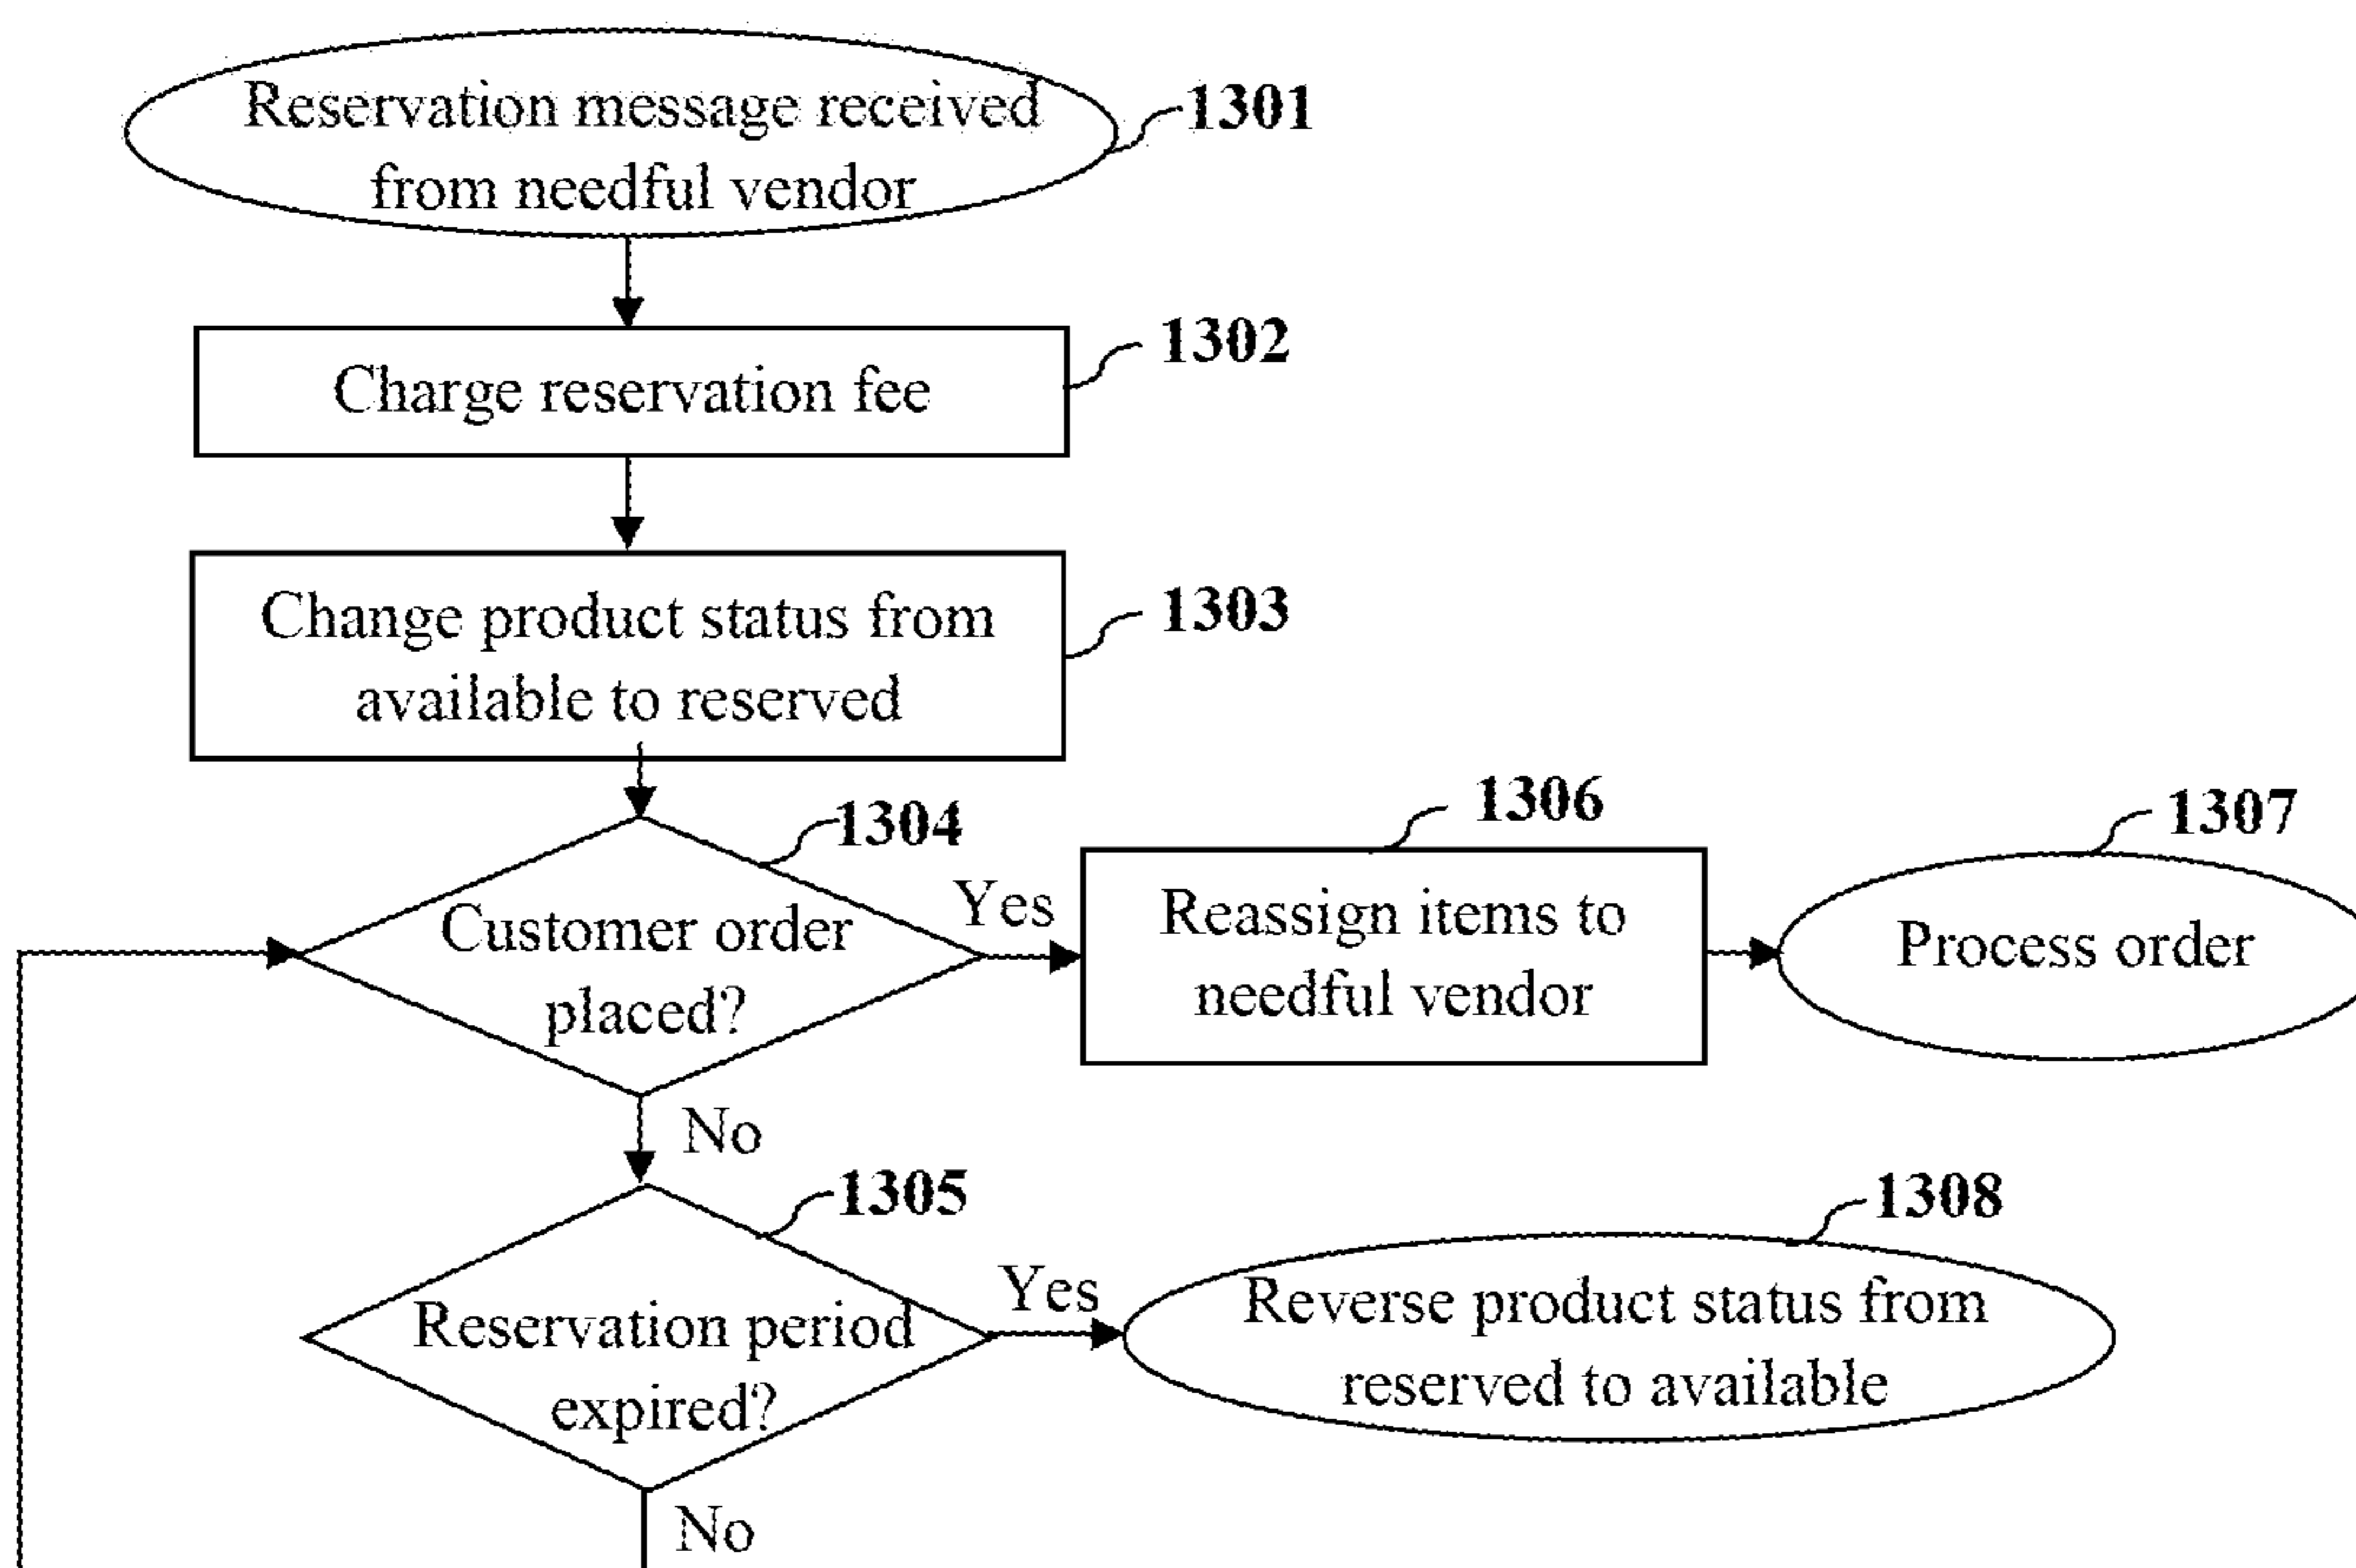 Reservation message received
from needful vendor
1301
Charge reservation fee
1302
Change product status from
available to reserved
1303
Customer order
placed?
1304
Yes
Reassign items to
needful vendor
1306
Process order
1307
No
Reservation period
expired?
1305
Yes
Reverse product status from
reserved to available
1308
No